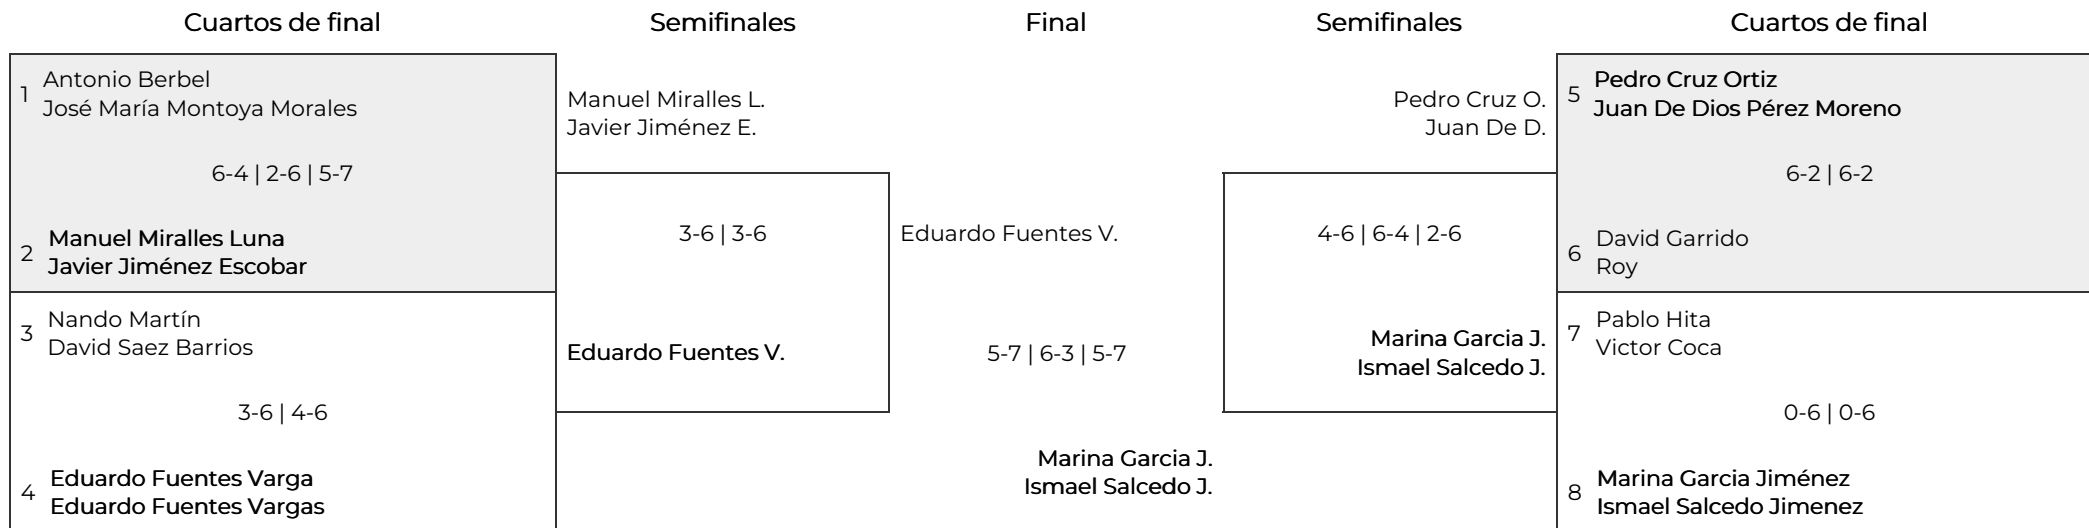 Cuartos de final
Semifinales
Final
Semifinales
Cuartos de final
1
Antonio Berbel
José María Montoya Morales
6-4 | 2-6 | 5-7
2
Manuel Miralles Luna
Javier Jiménez Escobar
3
Nando Martín
David Saez Barrios
3-6 | 4-6
4
Eduardo Fuentes Varga
Eduardo Fuentes Vargas
Manuel Miralles L.
Javier Jiménez E.
3-6 | 3-6
Eduardo Fuentes V.
Eduardo Fuentes V.
5-7 | 6-3 | 5-7
Marina Garcia J.
Ismael Salcedo J.
Pedro Cruz O.
Juan De D.
4-6 | 6-4 | 2-6
Marina Garcia J.
Ismael Salcedo J.
5
Pedro Cruz Ortiz
Juan De Dios Pérez Moreno
6-2 | 6-2
6
David Garrido
Roy
7
Pablo Hita
Victor Coca
0-6 | 0-6
8
Marina Garcia Jiménez
Ismael Salcedo Jimenez